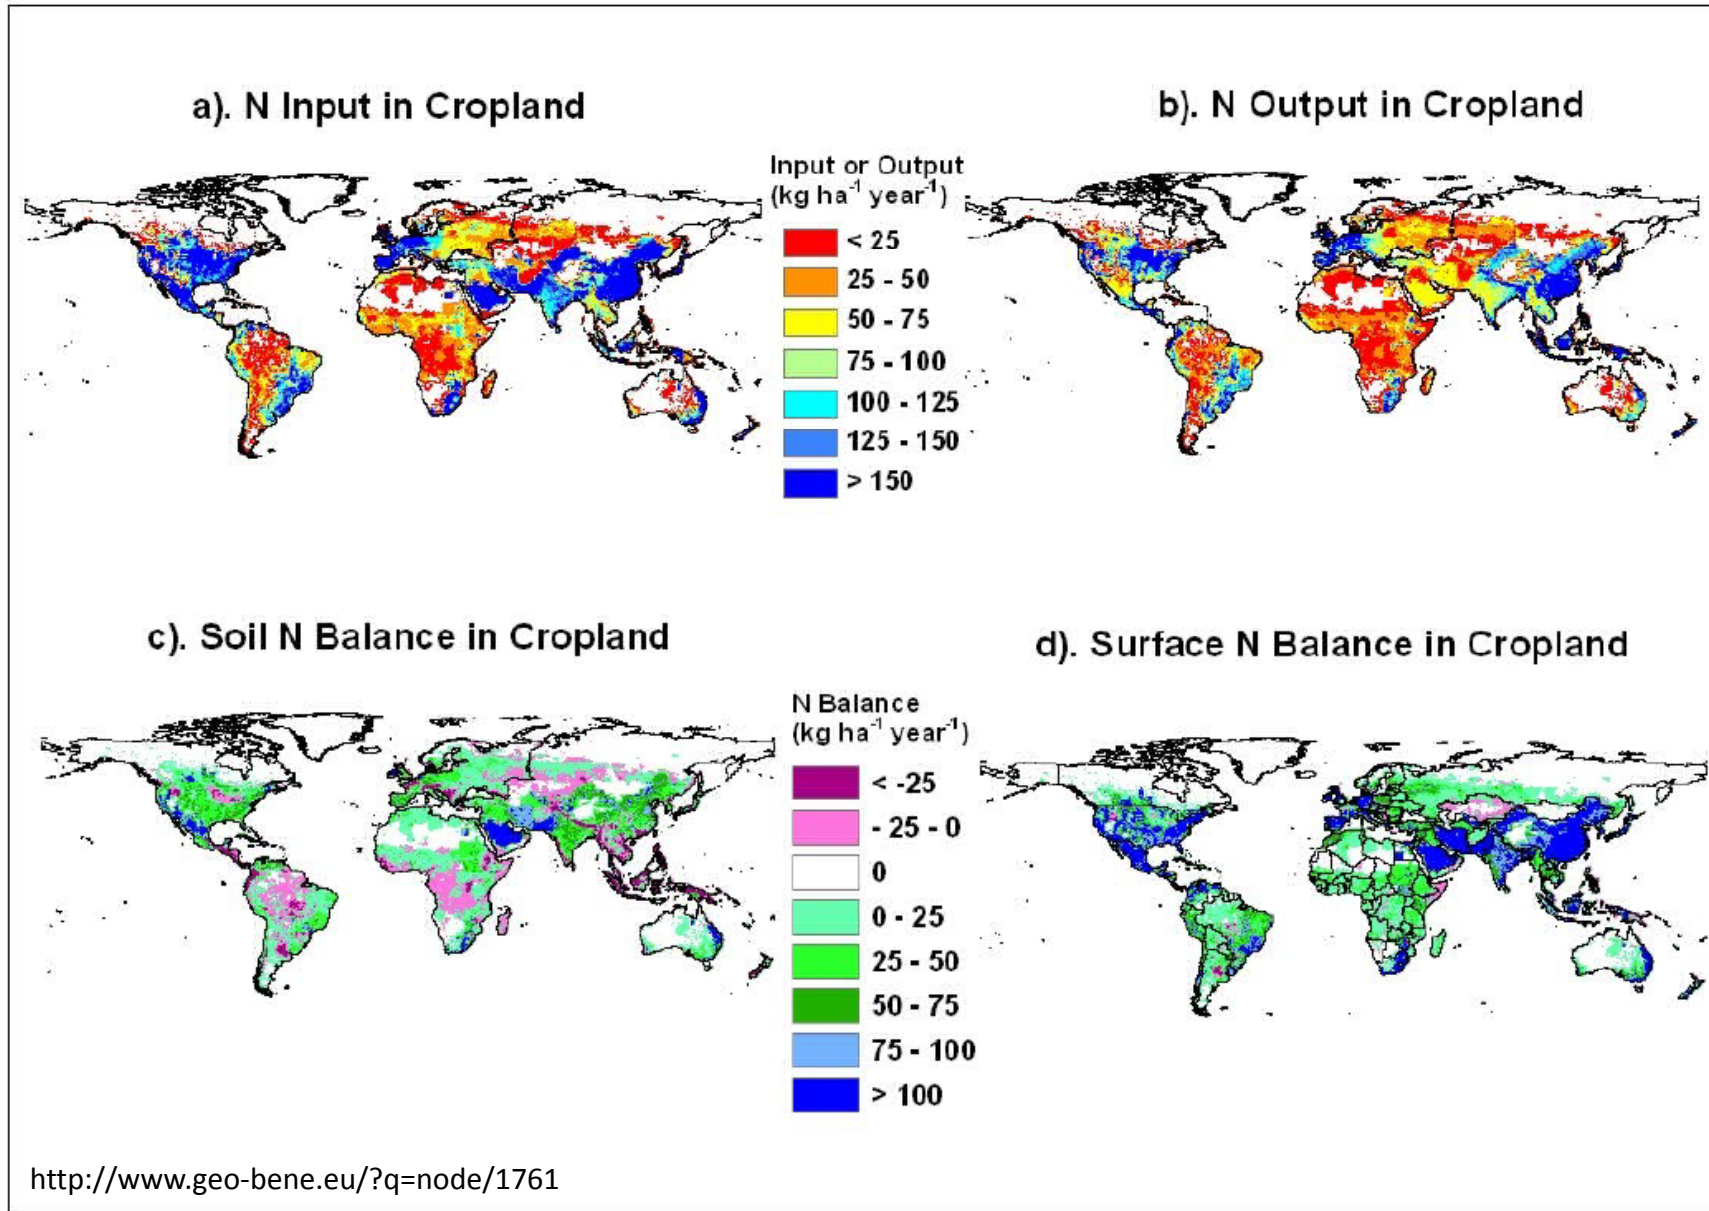 a). N Input in Cropland
b). N Output in Cropland
Input or Output
(kg ha⁻¹ year⁻¹)
< 25
25 - 50
50 - 75
75 - 100
100 - 125
125 - 150
> 150
c). Soil N Balance in Cropland
d). Surface N Balance in Cropland
N Balance
(kg ha⁻¹ year⁻¹)
< -25
- 25 - 0
0
0 - 25
25 - 50
50 - 75
75 - 100
> 100
http://www.geo-bene.eu/?q=node/1761